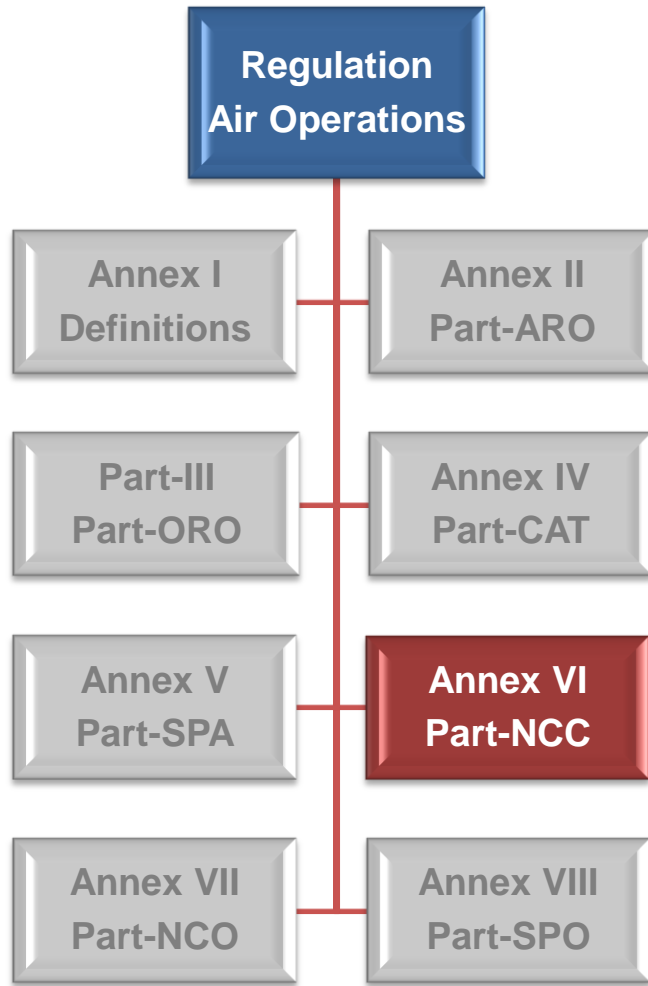 Regulation
Air Operations
Annex I
Definitions
Annex II
Part-ARO
Part-III
Part-ORO
Annex IV
Part-CAT
Annex V
Part-SPA
Annex VI
Part-NCC
Annex VII
Part-NCO
Annex VIII
Part-SPO